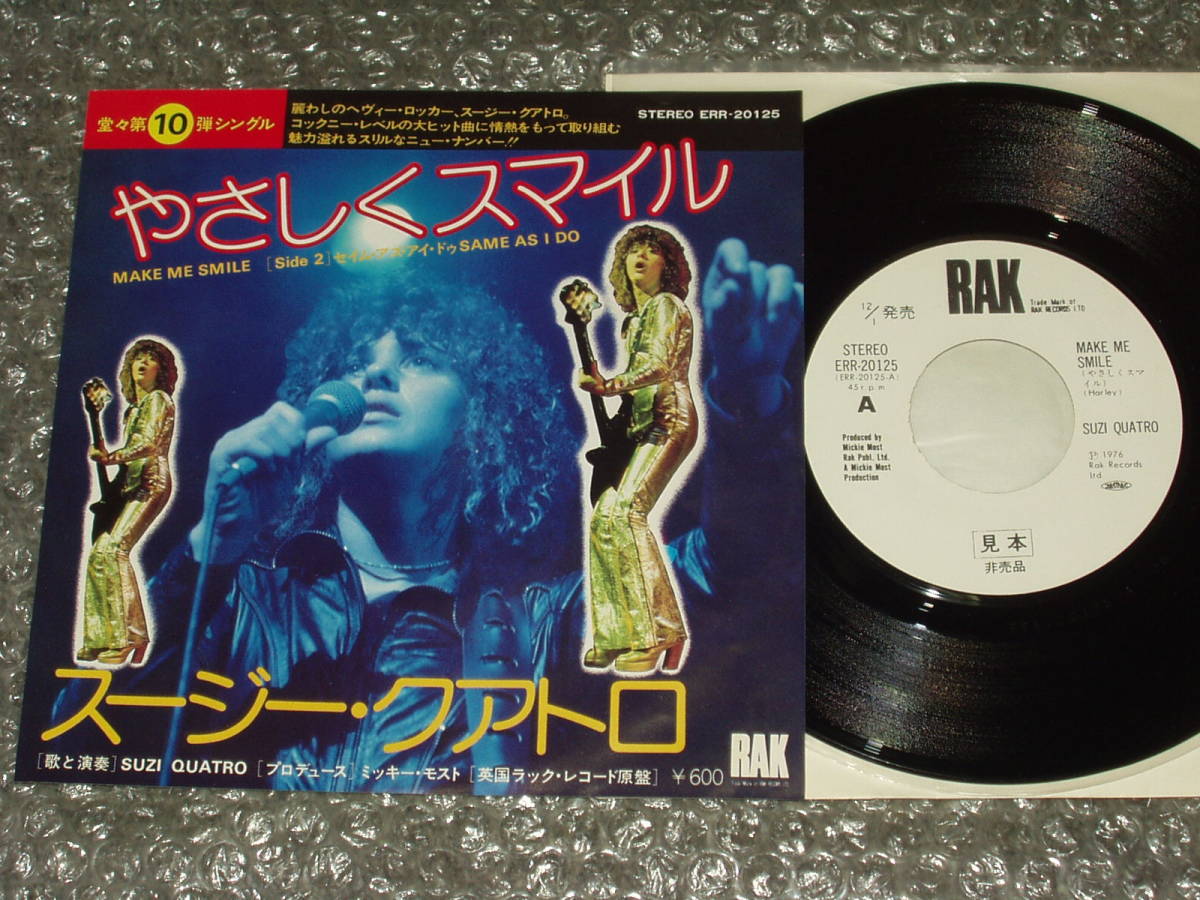 堂々第10弾シングル
麗わしのヘヴィー・ロッカー、スージー・クアトロ。
コックニー・レベルの大ヒット曲に情熱をもって取り組む
魅力溢れるスリルなニュー・ナンバー!!
STEREO ERR-20125
やさしくスマイル
MAKE ME SMILE [Side 2] セイム・アズ・アイ・ドゥ SAME AS I DO
スージー・クアトロ
[歌と演奏] SUZI QUATRO [プロデュース] ミッキー・モスト [英国ラック・レコード原盤] ¥600
RAK
RAK
Trade Mark of
RAK RECORDS LTD
12/1 発売
STEREO
ERR-20125
(ERR-20125-A)
45 r.p.m
A
Produced by
Mickie Most
Rak Publ. Ltd.
A Mickie Most
Production
MAKE ME
SMILE
(やさしくスマ
イル)
(Harley)
SUZI QUATRO
℗ 1976
Rak Records
ltd
JASRAC
見本
非売品